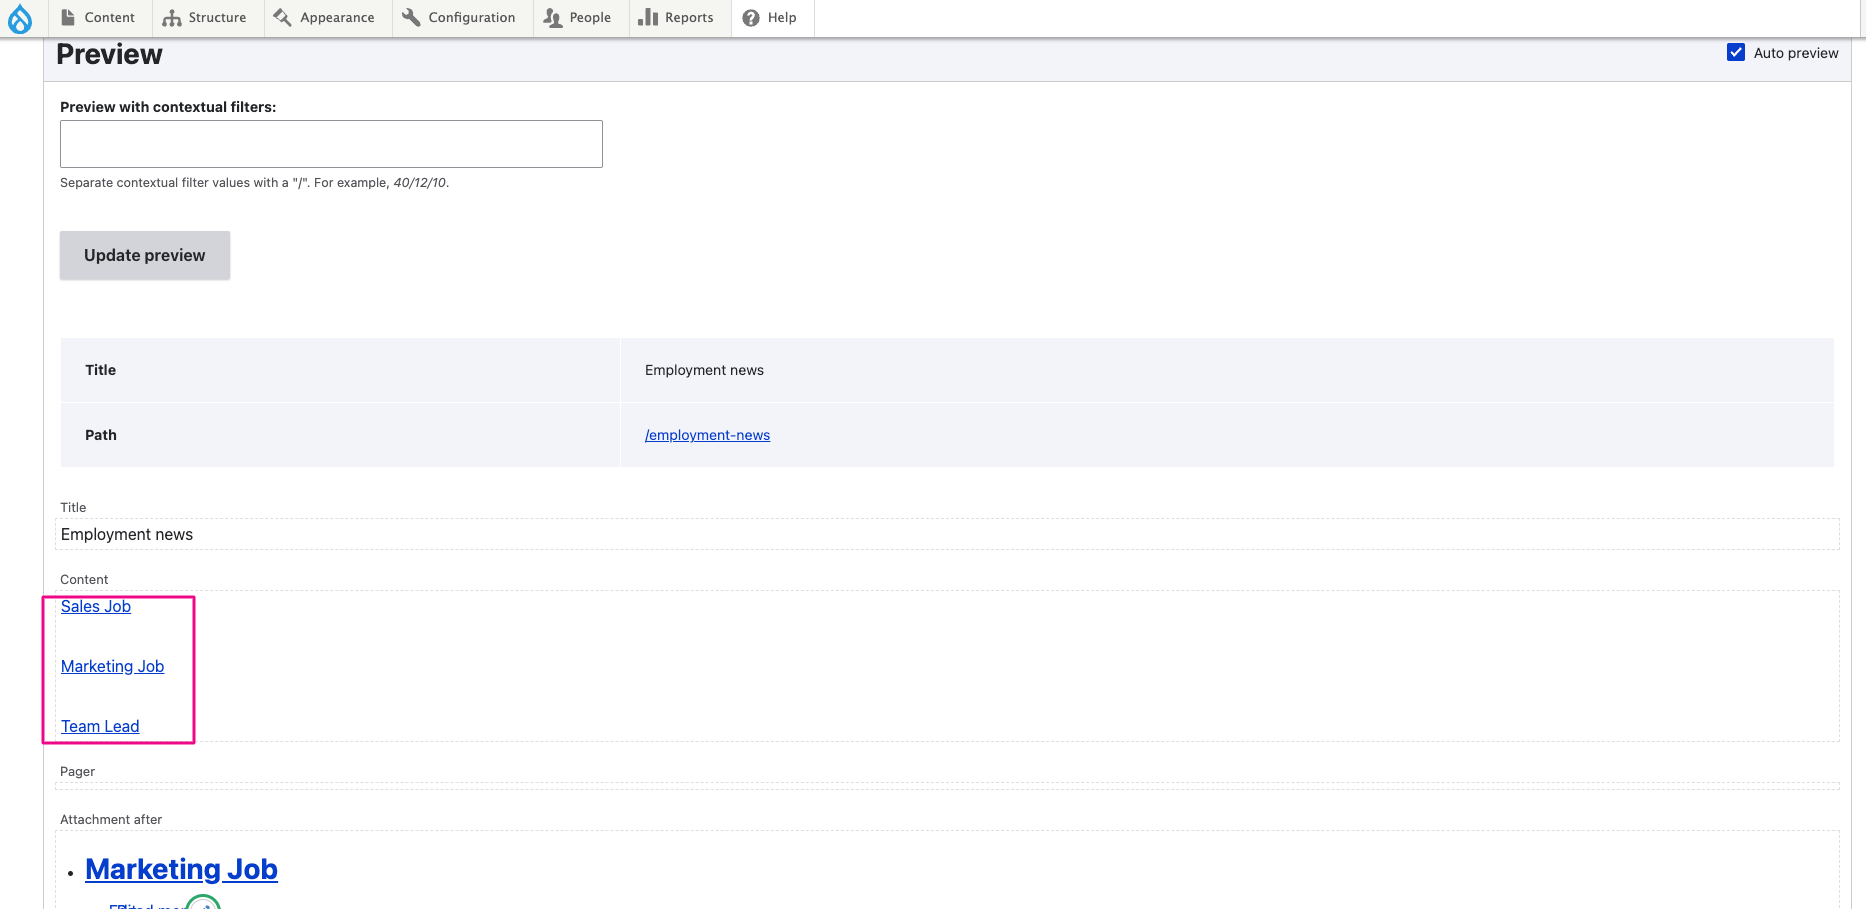 Content Structure Appearance Configuration People Reports Help
Preview
Auto preview
Preview with contextual filters:
Separate contextual filter values with a "/". For example, 40/12/10.
Update preview
Title Employment news
Path /employment-news
Title
Employment news
Content
Sales Job
Marketing Job
Team Lead
Pager
Attachment after
Marketing Job